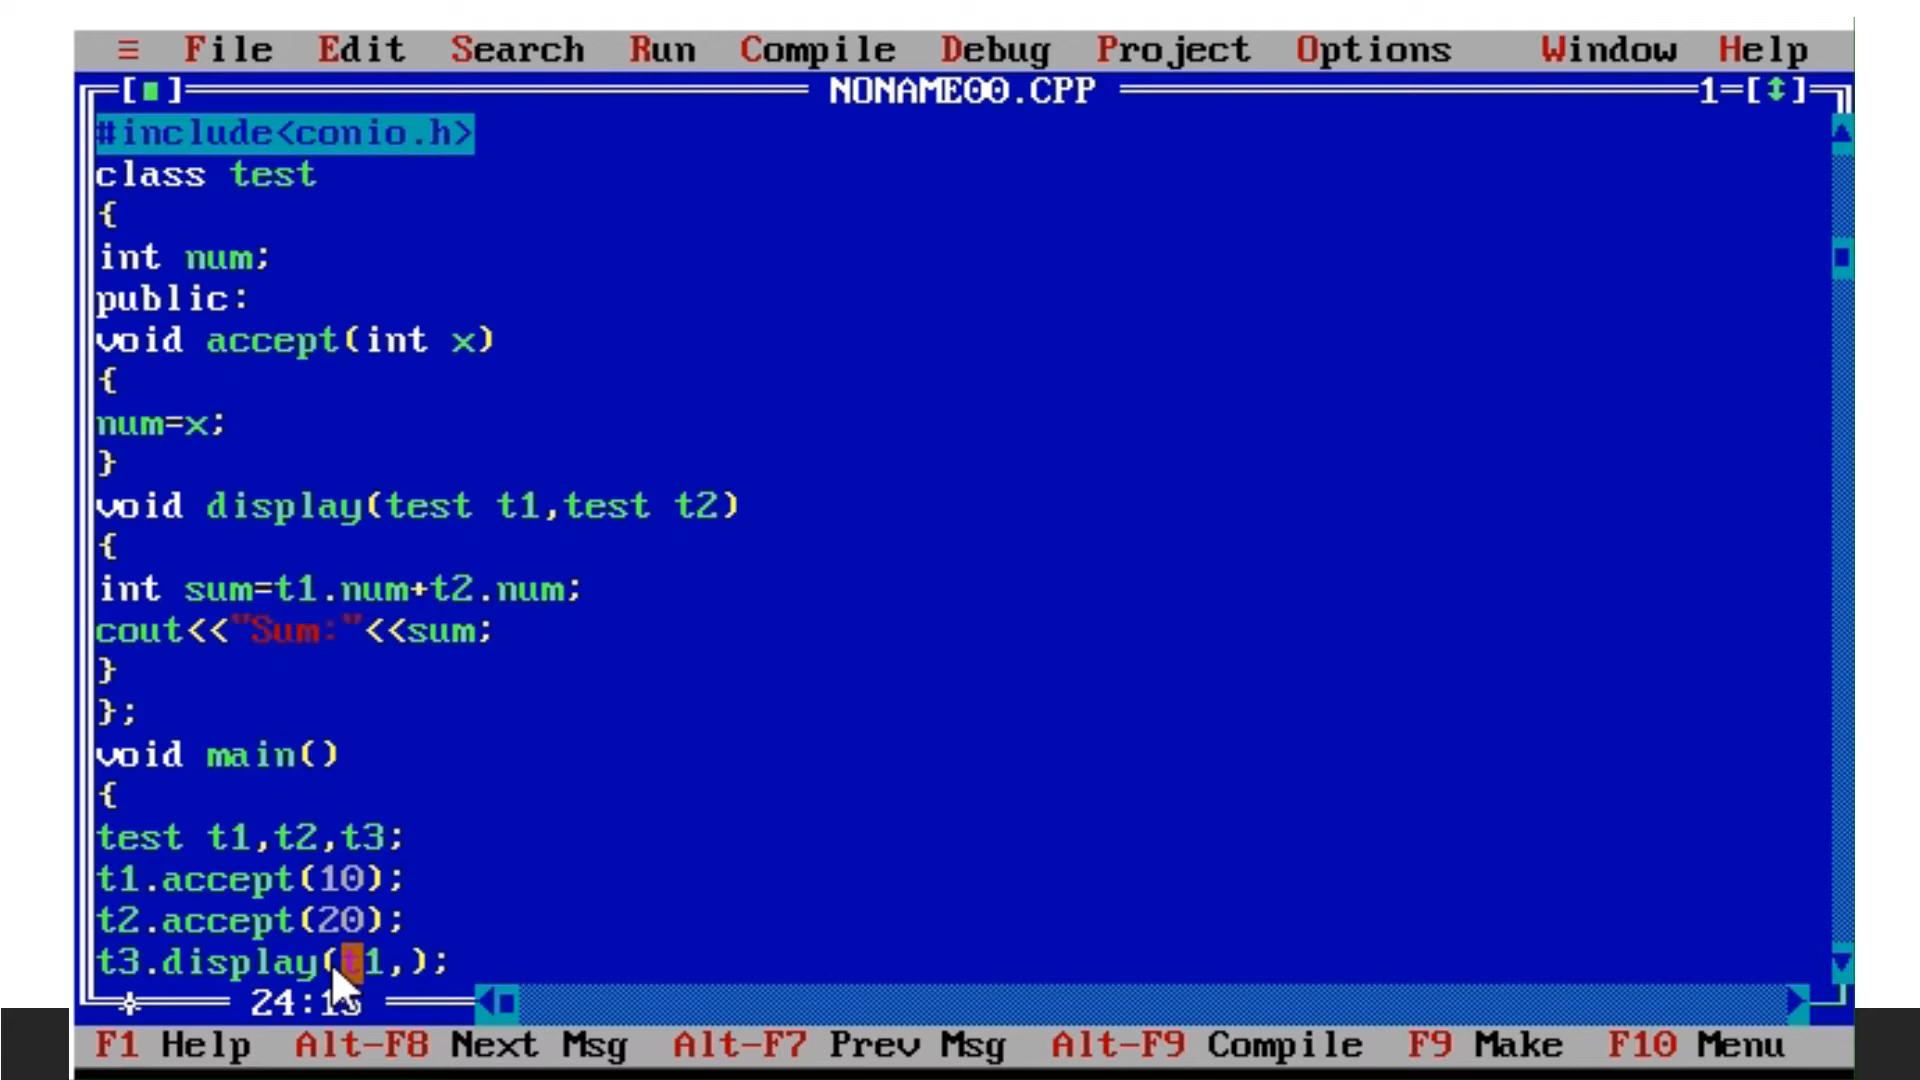 ≡ File Edit Search Run Compile Debug Project Options Window Help
[■] NONAME00.CPP 1=[↕]
#include<conio.h>
class test
{
int num;
public:
void accept(int x)
{
num=x;
}
void display(test t1,test t2)
{
int sum=t1.num+t2.num;
cout<<"Sum:"<<sum;
}
};
void main()
{
test t1,t2,t3;
t1.accept(10);
t2.accept(20);
t3.display(t1,);
F1 Help Alt-F8 Next Msg Alt-F7 Prev Msg Alt-F9 Compile F9 Make F10 Menu